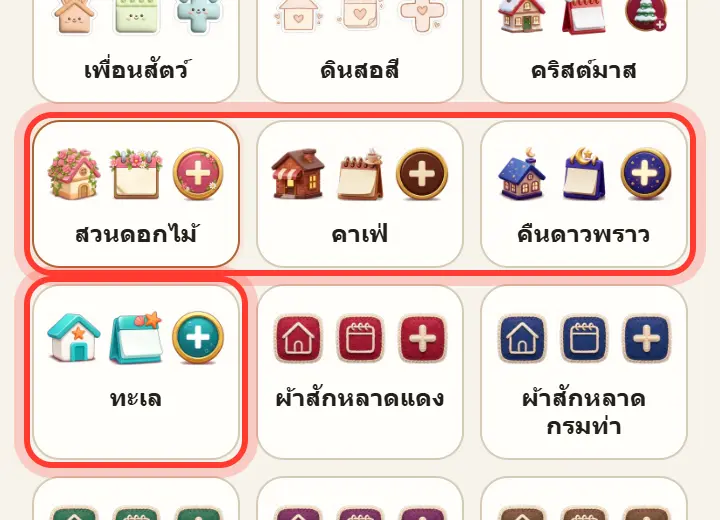 เพื่อนสัตว์
ดินสอสี
คริสต์มาส
สวนดอกไม้
คาเฟ่
คืนดาวพราว
ทะเล
ผ้าสักหลาดแดง
ผ้าสักหลาด
กรมท่า